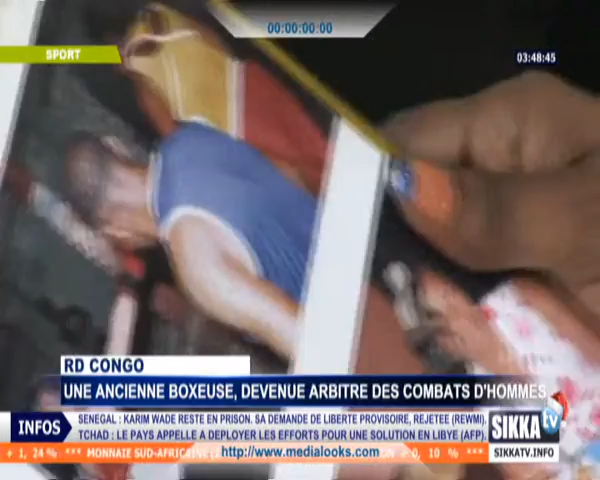 00:00:00:00
SPORT
03:48:45
RD CONGO
UNE ANCIENNE BOXEUSE, DEVENUE ARBITRE DES COMBATS D'HOMMES
INFOS
SENEGAL : KARIM WADE RESTE EN PRISON. SA DEMANDE DE LIBERTE PROVISOIRE, REJETEE (REWMI).
TCHAD : LE PAYS APPELLE A DEPLOYER LES EFFORTS POUR UNE SOLUTION EN LIBYE (AFP).
SIKKA tv
+ 1, 24 % *** MONNAIE SUD-AFRIC
http://www.medialooks.com
0, 10 % ***
SIKKATV.INFO